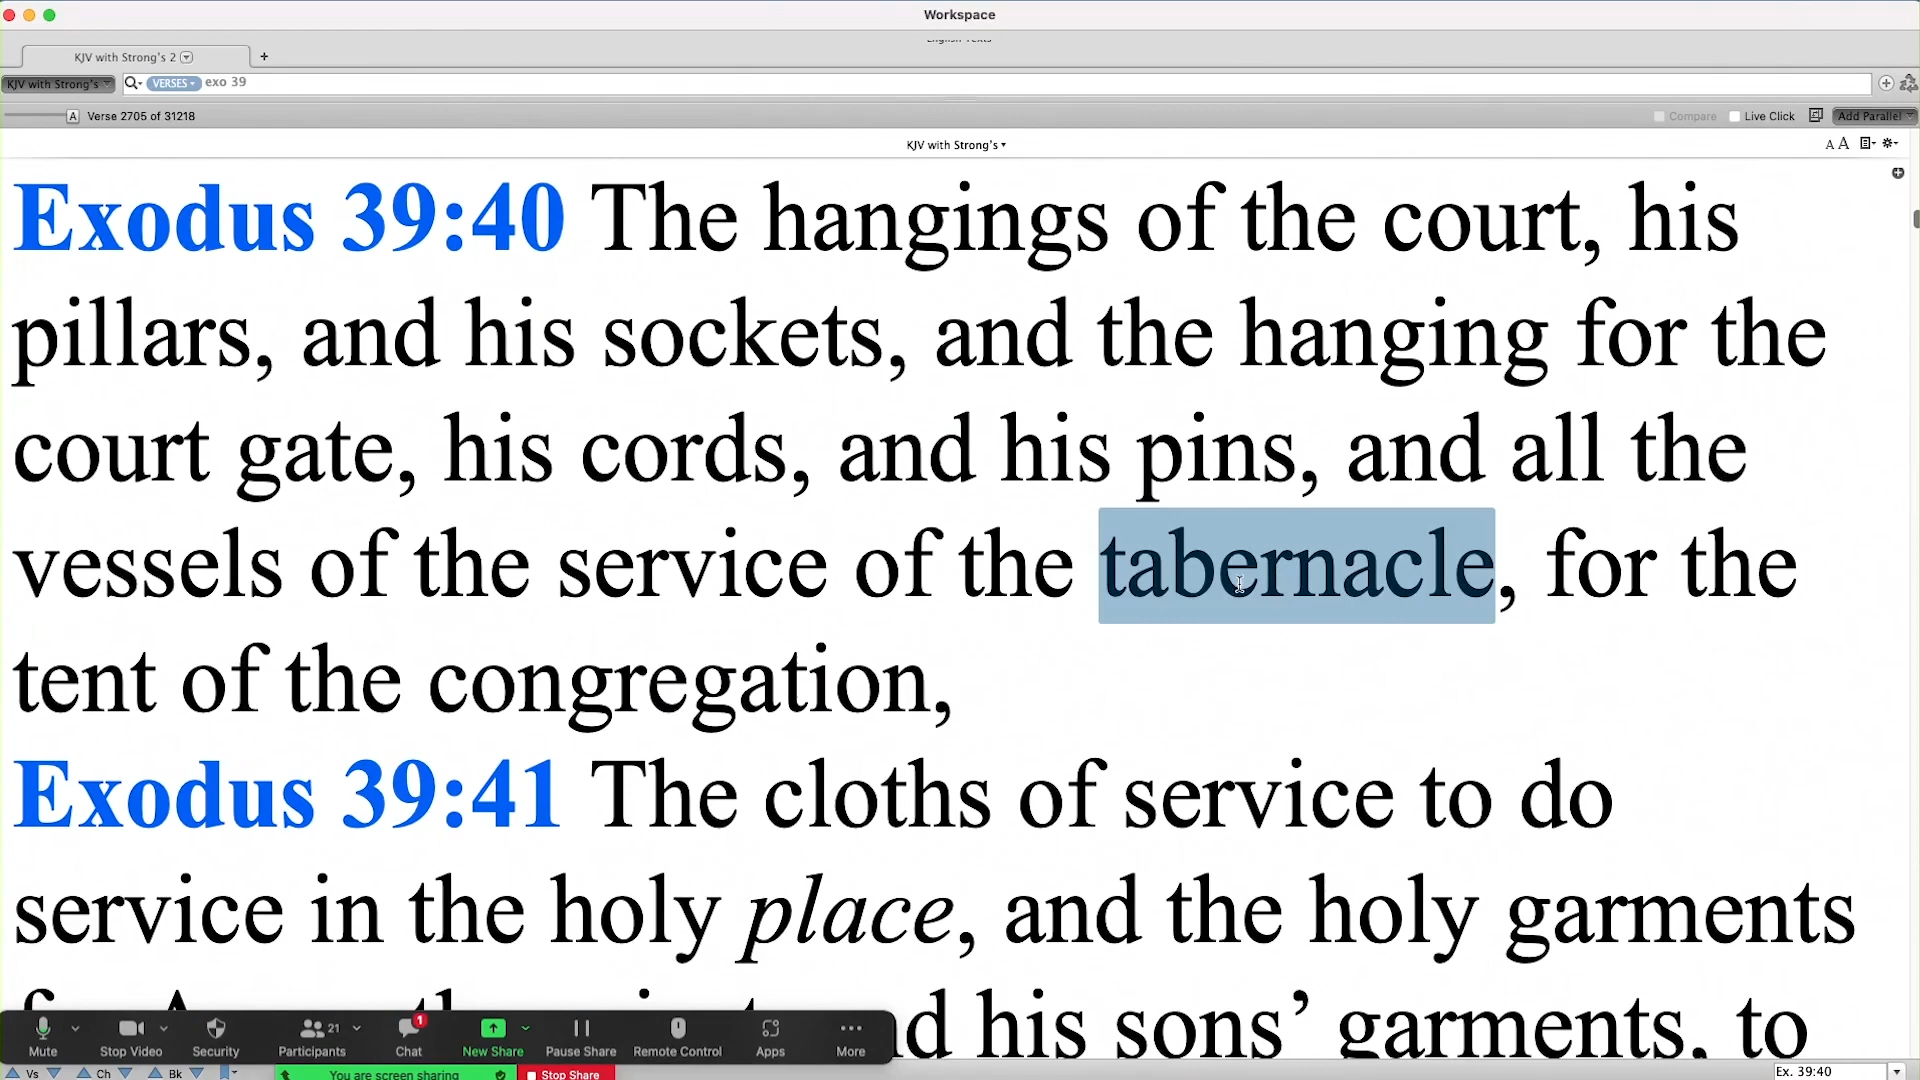 Workspace
KJV with Strong's 2
+
KJV with Strong's
VERSES
exo 39
A
Verse 2705 of 31218
Compare
Live Click
Add Parallel
KJV with Strong's
A A
Exodus 39:40 The hangings of the court, his
pillars, and his sockets, and the hanging for the
court gate, his cords, and his pins, and all the
vessels of the service of the tabernacle, for the
tent of the congregation,
Exodus 39:41 The cloths of service to do
service in the holy place, and the holy garments
d his sons’ garments, to
Mute
Stop Video
Security
21
Participants
1
Chat
New Share
Pause Share
Remote Control
Apps
More
Vs
Ch
Bk
You are screen sharing
Stop Share
Ex. 39:40